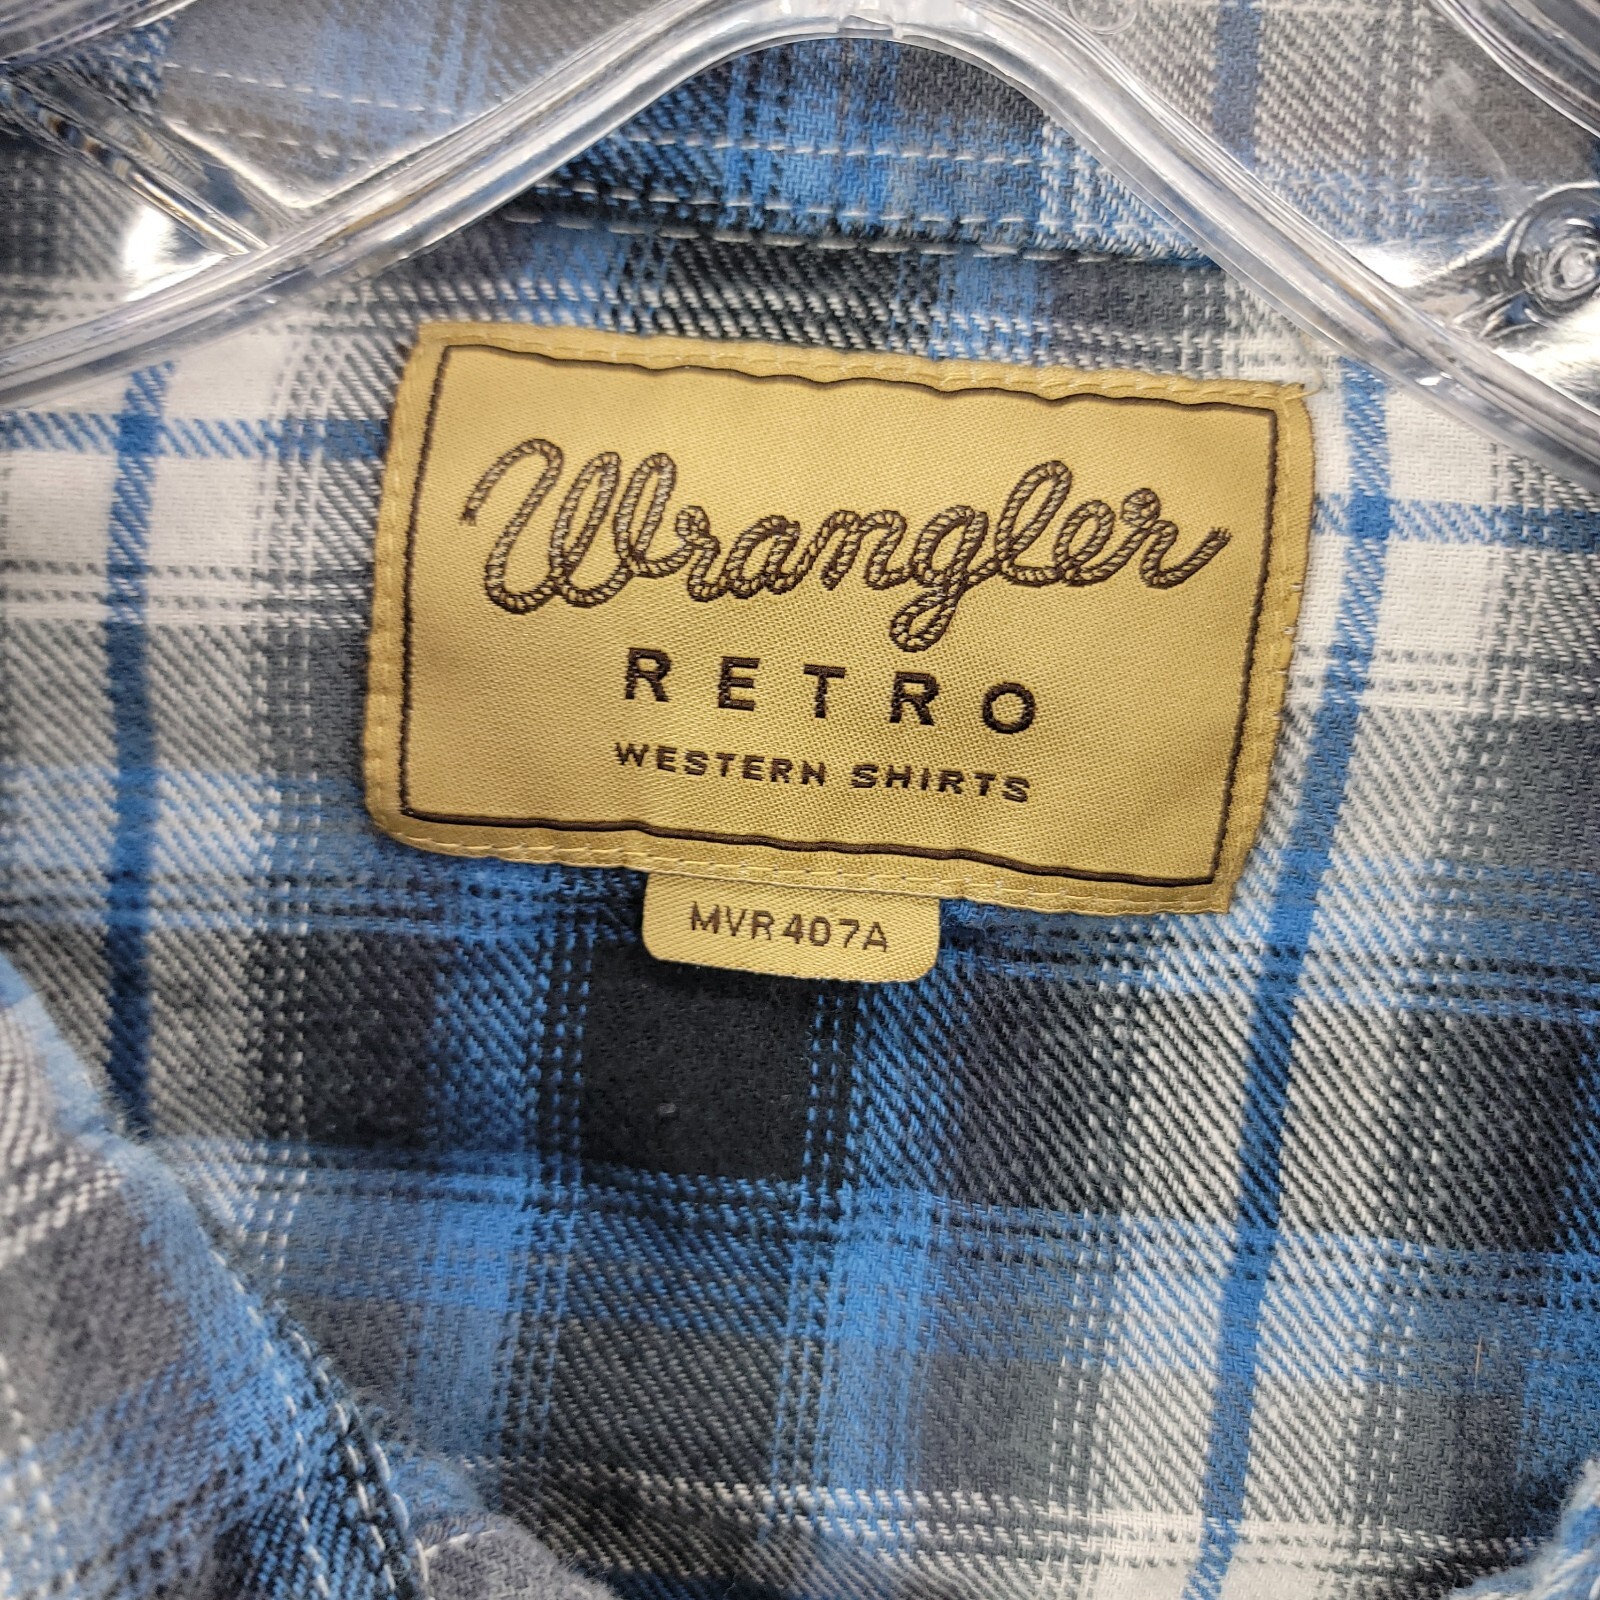 Wrangler
RETRO
WESTERN SHIRTS
MVR407A